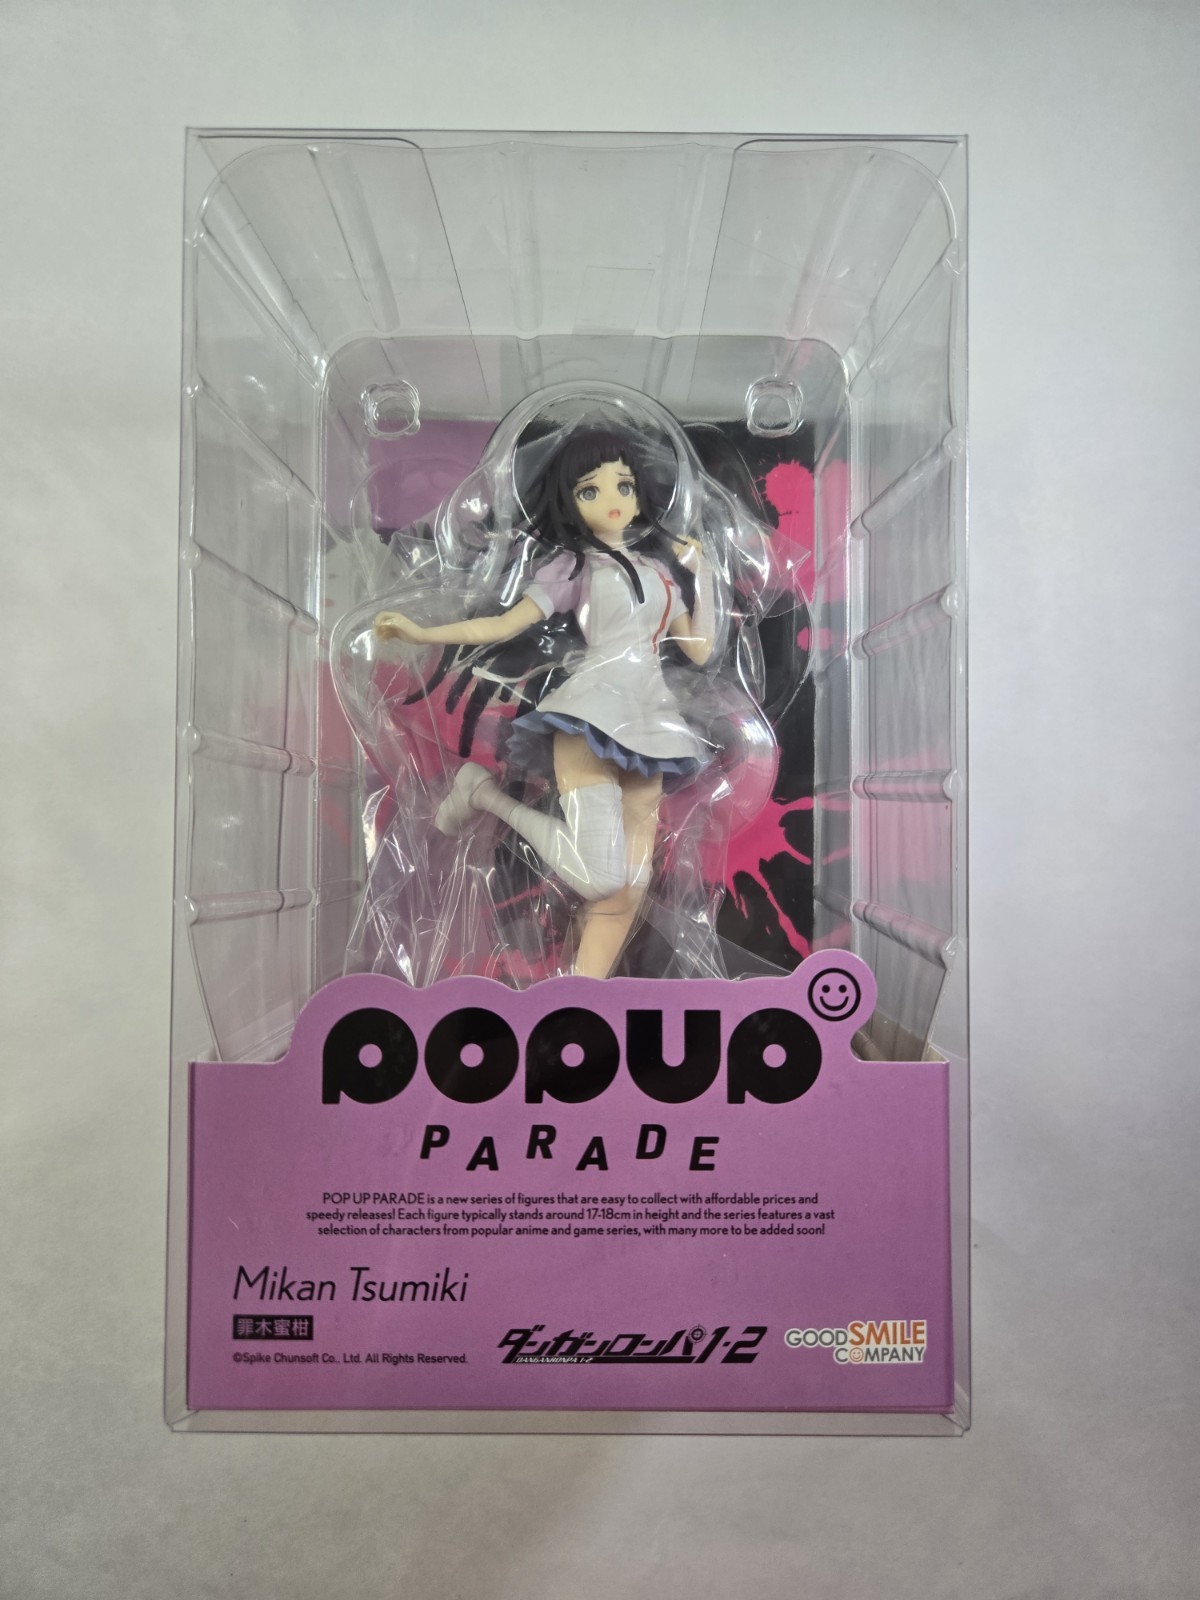 POPUP
PARADE
POP UP PARADE is a new series of figures that are easy to collect with affordable prices and
speedy releases! Each figure typically stands around 17-18cm in height and the series features a vast
selection of characters from popular anime and game series, with many more to be added soon!
Mikan Tsumiki
罪木蜜柑
©Spike Chunsoft Co., Ltd. All Rights Reserved.
ダンガンロンパ1・2
DANGANRONPA 1・2
GOOD SMILE
COMPANY